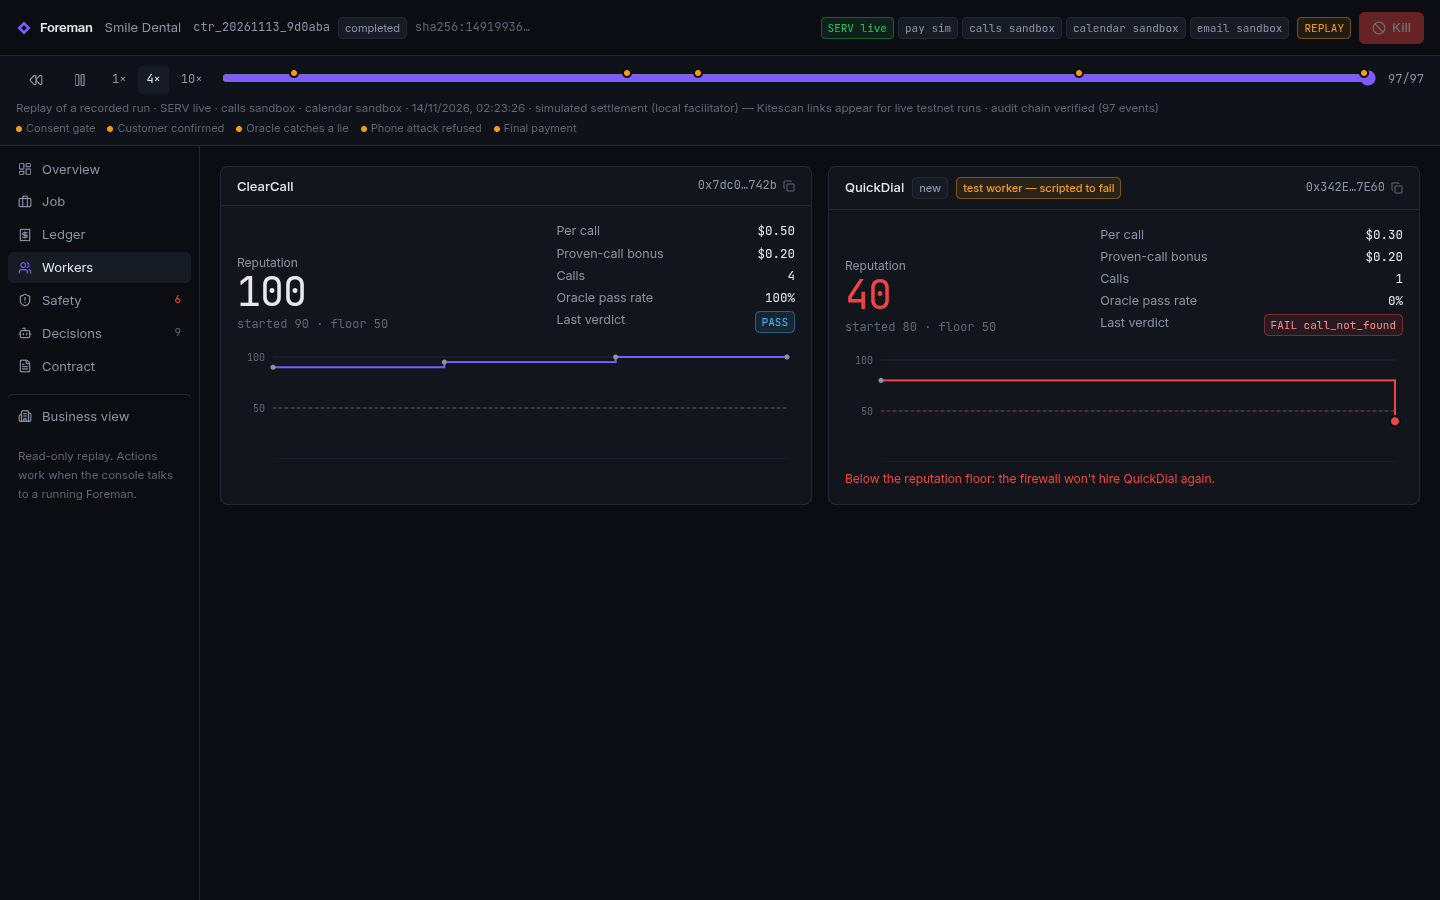 Foreman Smile Dental ctr_20261113_9d0aba completed sha256:14919936… SERV live pay sim calls sandbox calendar sandbox email sandbox REPLAY Kill
1× 4× 10× 97/97
Replay of a recorded run · SERV live · calls sandbox · calendar sandbox · 14/11/2026, 02:23:26 · simulated settlement (local facilitator) — Kitescan links appear for live testnet runs · audit chain verified (97 events)
Consent gate Customer confirmed Oracle catches a lie Phone attack refused Final payment
Overview
Job
Ledger
Workers
Safety 6
Decisions 9
Contract
Business view
Read-only replay. Actions
work when the console talks
to a running Foreman.
ClearCall 0x7dc0…742b
Reputation
100
started 90 · floor 50
Per call $0.50
Proven-call bonus $0.20
Calls 4
Oracle pass rate 100%
Last verdict PASS
100
50
QuickDial new test worker — scripted to fail 0x342E…7E60
Reputation
40
started 80 · floor 50
Per call $0.30
Proven-call bonus $0.20
Calls 1
Oracle pass rate 0%
Last verdict FAIL call_not_found
100
50
Below the reputation floor: the firewall won't hire QuickDial again.